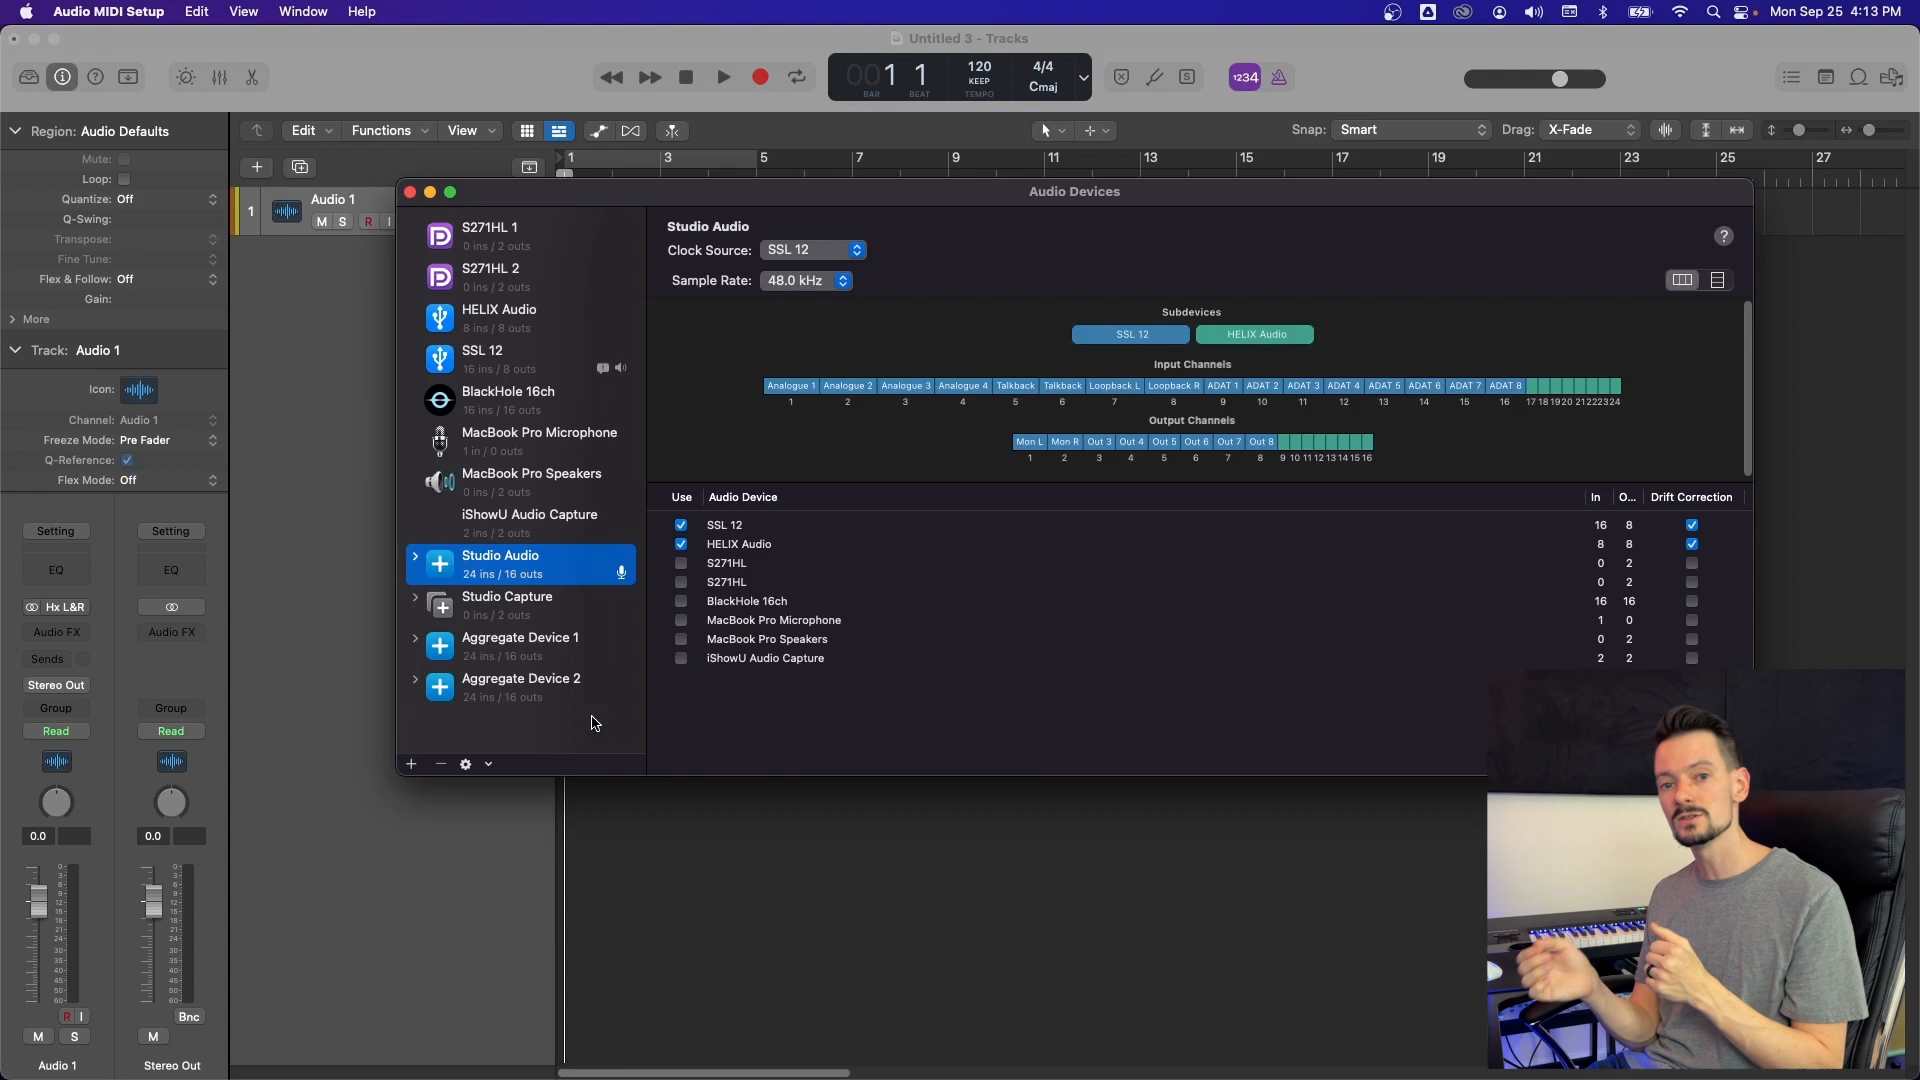 Audio MIDI Setup Edit View Window Help
Mon Sep 25 4:13 PM
Untitled 3 - Tracks
001 1
BAR BEAT
120
KEEP
TEMPO
4/4
Cmaj
1234
Region: Audio Defaults
Edit Functions View
Snap: Smart
Drag: X-Fade
1 3 5 7 9 11 13 15 17 19 21 23 25 27
Mute:
Loop:
Quantize: Off
Q-Swing:
Transpose:
Fine Tune:
Flex & Follow: Off
Gain:
More
Track: Audio 1
Icon:
Channel: Audio 1
Freeze Mode: Pre Fader
Q-Reference:
Flex Mode: Off
Setting Setting
EQ EQ
Hx L&R
Audio FX Audio FX
Sends
Stereo Out
Group Group
Read Read
0.0 0.0
R I Bnc
M S M
Audio 1 Stereo Out
1 Audio 1
M S R I
Audio Devices
S271HL 1
0 ins / 2 outs
S271HL 2
0 ins / 2 outs
HELIX Audio
8 ins / 8 outs
SSL 12
16 ins / 8 outs
BlackHole 16ch
16 ins / 16 outs
MacBook Pro Microphone
1 in / 0 outs
MacBook Pro Speakers
0 ins / 2 outs
iShowU Audio Capture
2 ins / 2 outs
Studio Audio
24 ins / 16 outs
Studio Capture
0 ins / 2 outs
Aggregate Device 1
24 ins / 16 outs
Aggregate Device 2
24 ins / 16 outs
Studio Audio
Clock Source: SSL 12
Sample Rate: 48.0 kHz
Subdevices
SSL 12 HELIX Audio
Input Channels
Analogue 1 Analogue 2 Analogue 3 Analogue 4 Talkback Talkback Loopback L Loopback R ADAT 1 ADAT 2 ADAT 3 ADAT 4 ADAT 5 ADAT 6 ADAT 7 ADAT 8
1 2 3 4 5 6 7 8 9 10 11 12 13 14 15 16 17 18 19 20 21 22 23 24
Output Channels
Mon L Mon R Out 3 Out 4 Out 5 Out 6 Out 7 Out 8
1 2 3 4 5 6 7 8 9 10 11 12 13 14 15 16
Use Audio Device In O... Drift Correction
SSL 12 16 8
HELIX Audio 8 8
S271HL 0 2
S271HL 0 2
BlackHole 16ch 16 16
MacBook Pro Microphone 1 0
MacBook Pro Speakers 0 2
iShowU Audio Capture 2 2